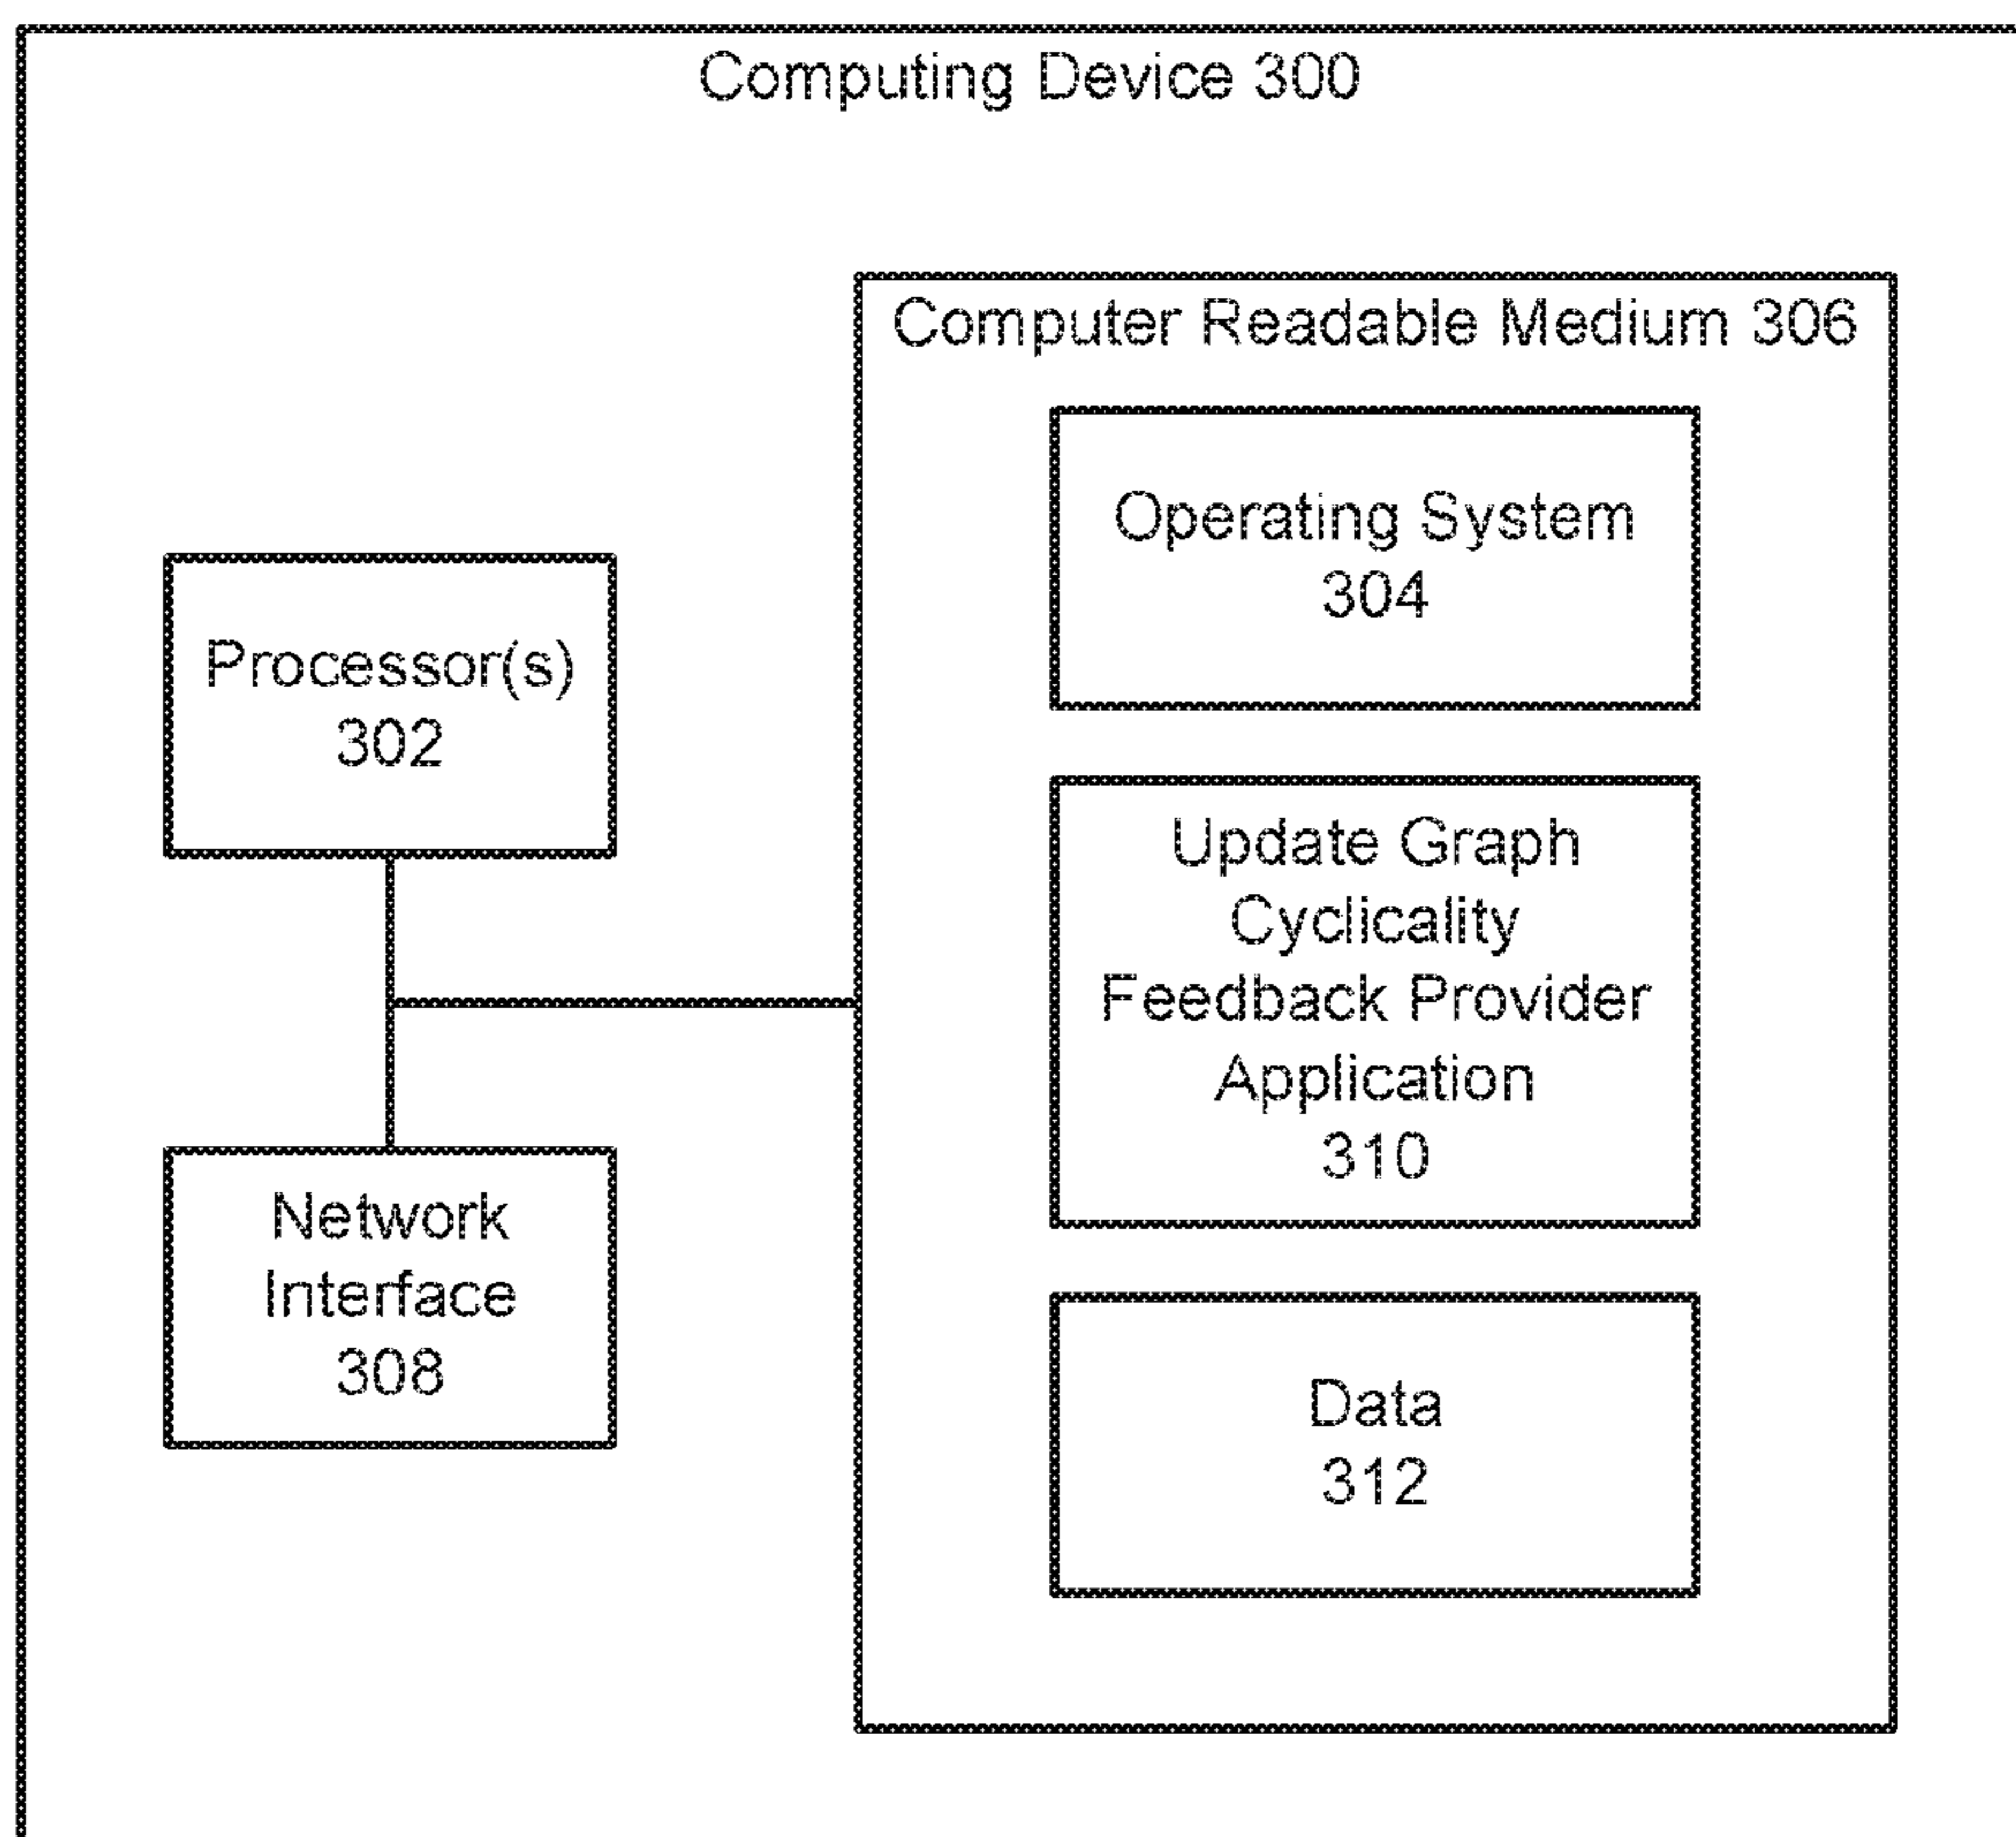 Computing Device 300
Computer Readable Medium 306
Operating System
304
Processor(s)
302
Update Graph
Cyclicality
Feedback Provider
Application
310
Network
Interface
308
Data
312